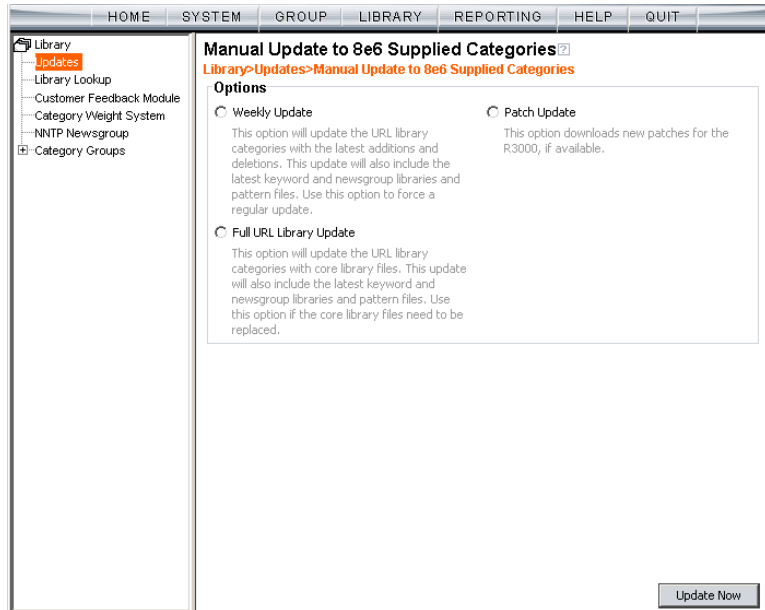 HOME SYSTEM GROUP LIBRARY REPORTING HELP QUIT
Library
Updates
Library Lookup
Customer Feedback Module
Category Weight System
NNTP Newsgroup
Category Groups
Manual Update to 8e6 Supplied Categories
Library>Updates>Manual Update to 8e6 Supplied Categories
Options
Weekly Update
This option will update the URL library
categories with the latest additions and
deletions. This update will also include the
latest keyword and newsgroup libraries and
pattern files. Use this option to force a
regular update.
Full URL Library Update
This option will update the URL library
categories with core library files. This update
will also include the latest keyword and
newsgroup libraries and pattern files. Use
this option if the core library files need to be
replaced.
Patch Update
This option downloads new patches for the
R3000, if available.
Update Now